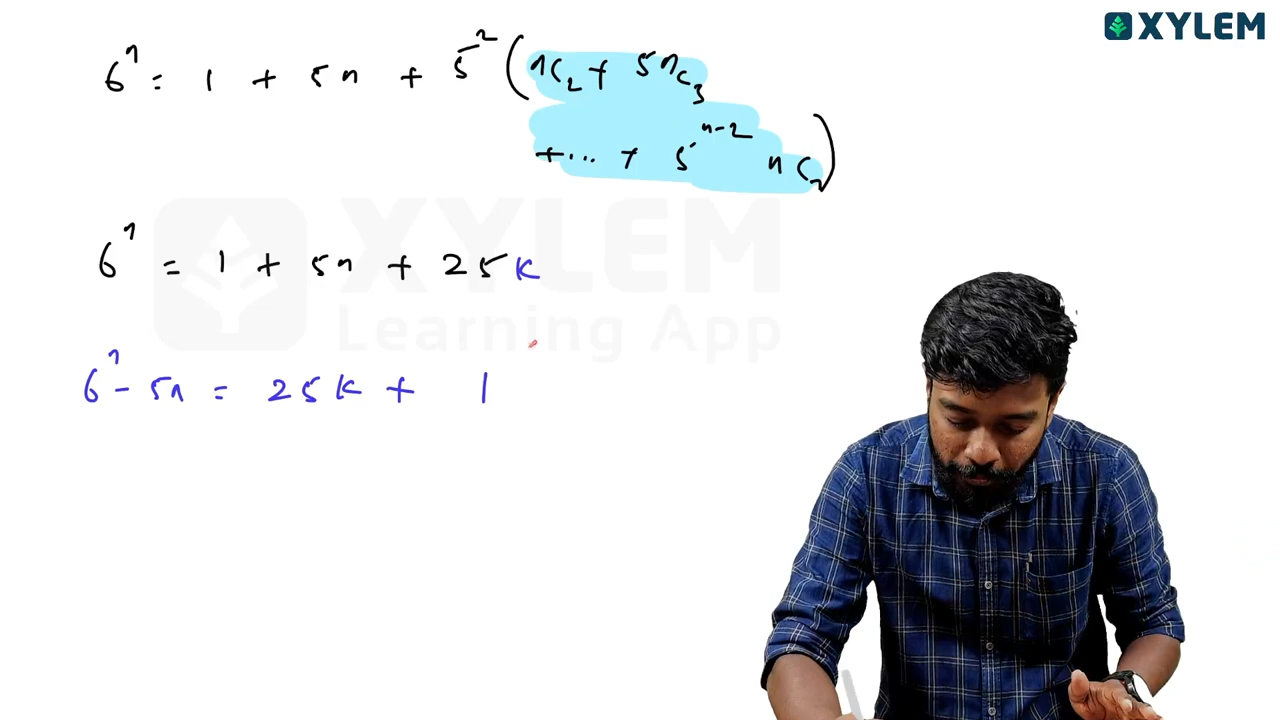 XYLEM
6ⁿ = 1 + 5n + 5² ( nC₂ + 5 nC₃
+ ... + 5ⁿ⁻² nCₙ )
6ⁿ = 1 + 5n + 25k
6ⁿ - 5n = 25k + 1
XYLEM
Learning App